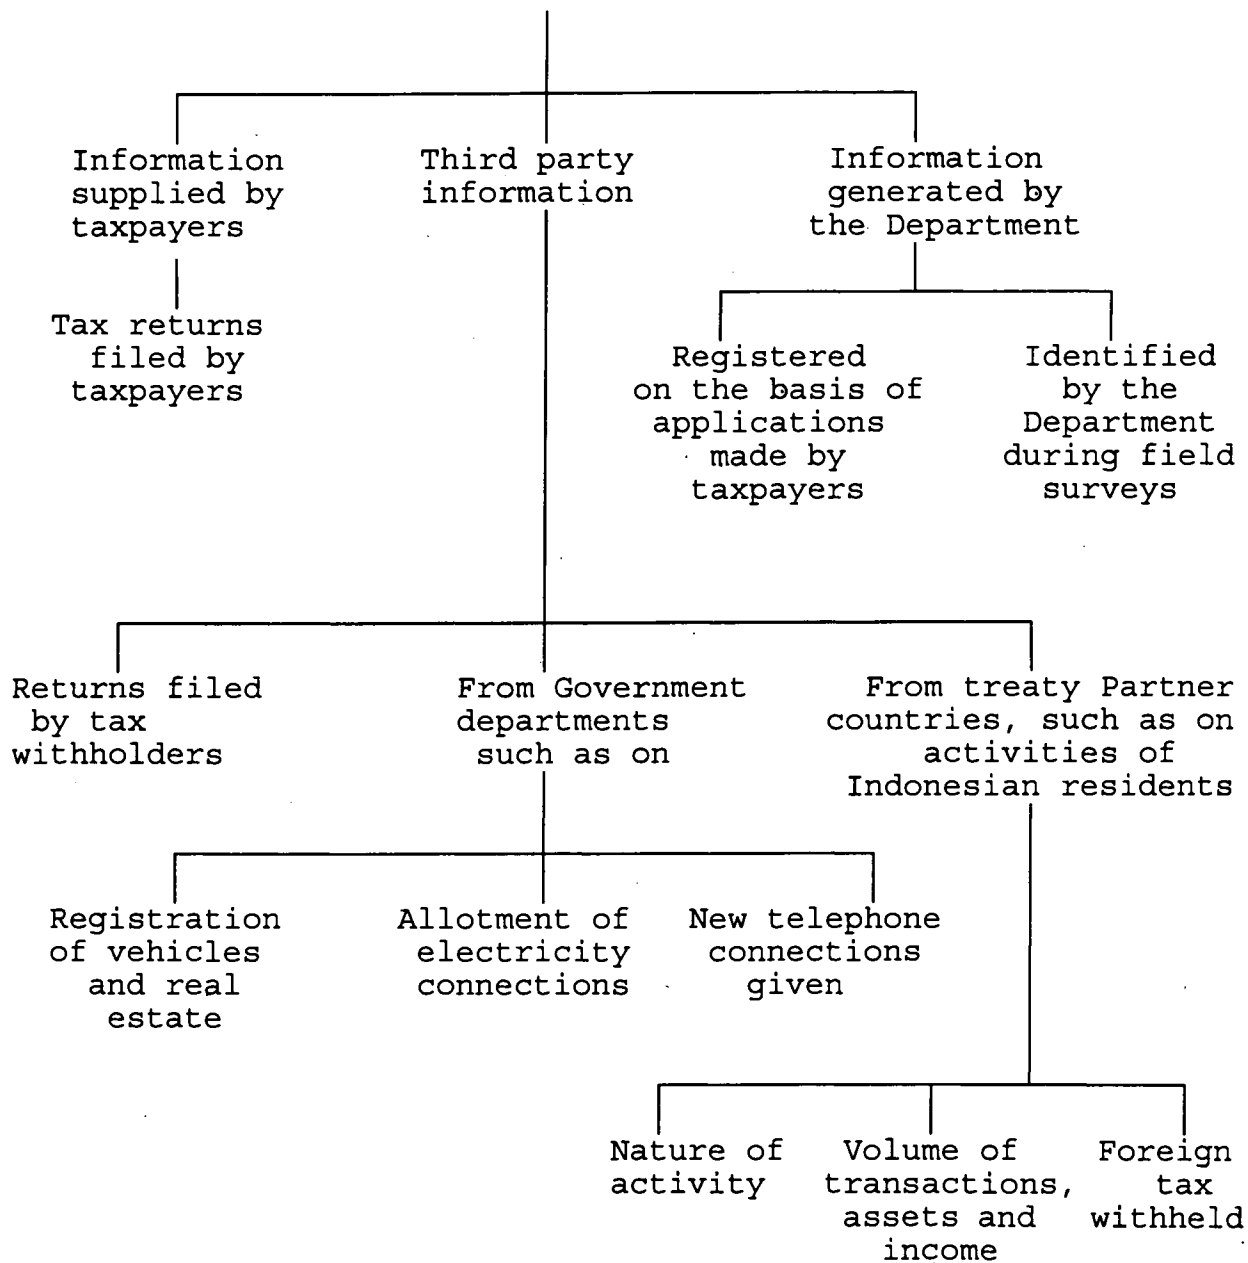 Information
supplied by
taxpayers
Third party
information
Information
generated by
the Department
Tax returns
filed by
taxpayers
Registered
on the basis of
applications
made by
taxpayers
Identified
by the
Department
during field
surveys
Returns filed
by tax
withholders
From Government
departments
such as on
From treaty Partner
countries, such as on
activities of
Indonesian residents
Registration
of vehicles
and real
estate
Allotment of
electricity
connections
New telephone
connections
given
Nature of
activity
Volume of
transactions,
assets and
income
Foreign
tax
withheld